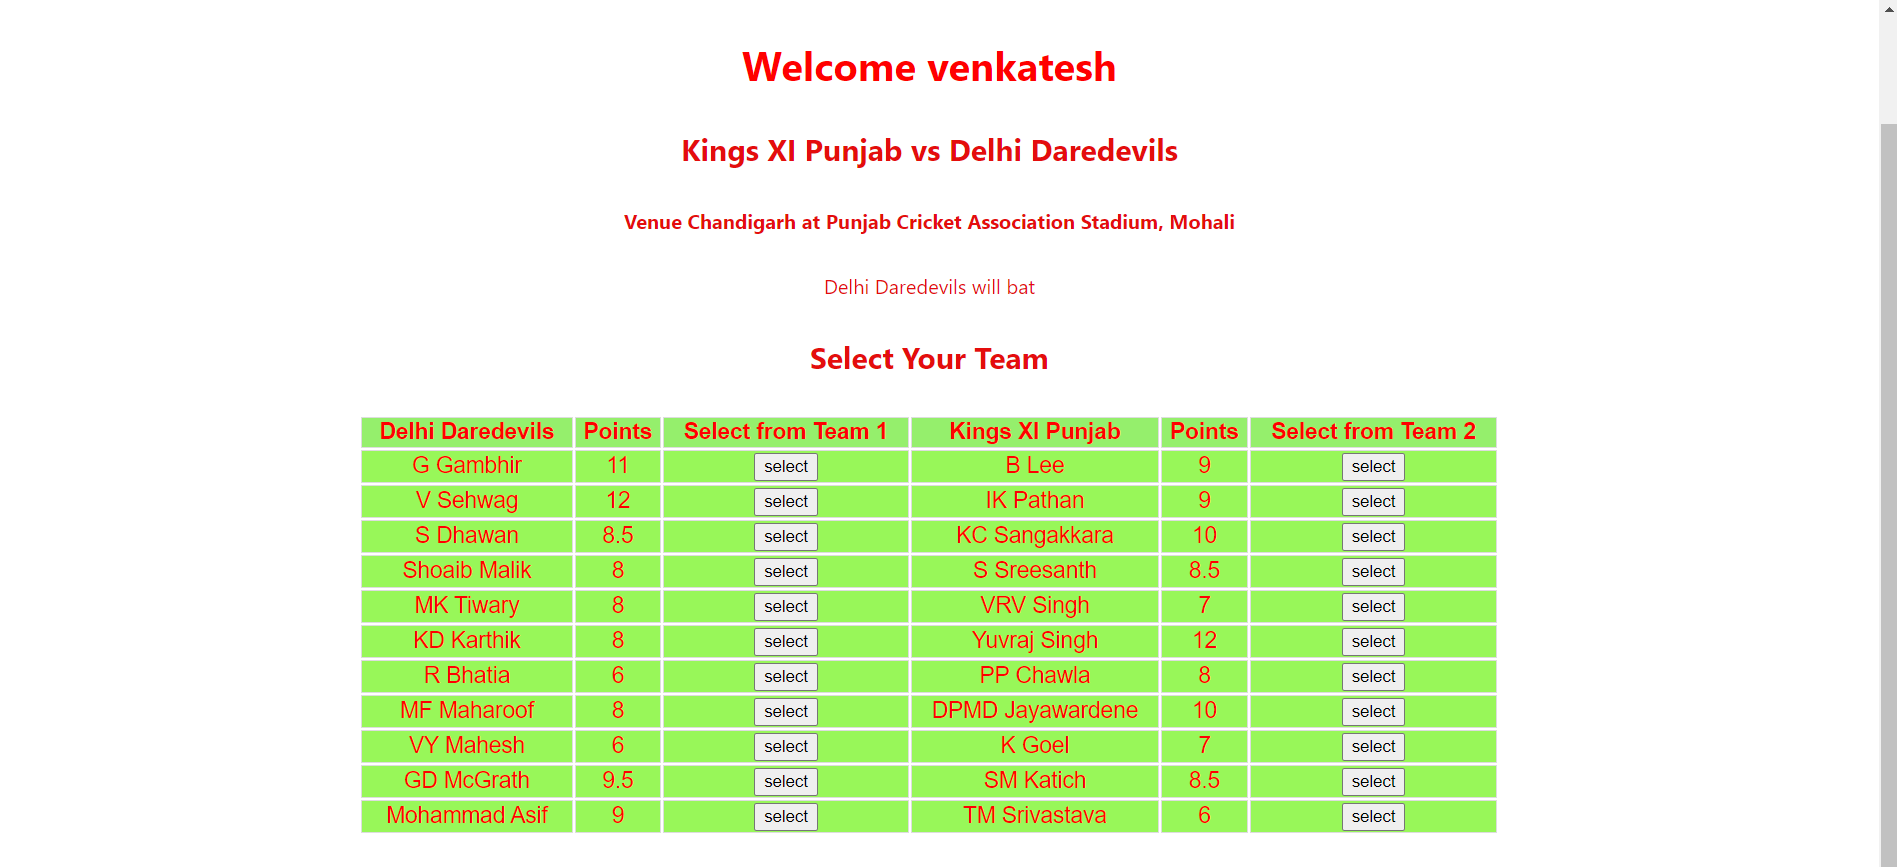 Welcome venkatesh
Kings XI Punjab vs Delhi Daredevils
Venue Chandigarh at Punjab Cricket Association Stadium, Mohali
Delhi Daredevils will bat
Select Your Team
Delhi Daredevils Points Select from Team 1 Kings XI Punjab Points Select from Team 2
G Gambhir 11 select B Lee 9 select
V Sehwag 12 select IK Pathan 9 select
S Dhawan 8.5 select KC Sangakkara 10 select
Shoaib Malik 8 select S Sreesanth 8.5 select
MK Tiwary 8 select VRV Singh 7 select
KD Karthik 8 select Yuvraj Singh 12 select
R Bhatia 6 select PP Chawla 8 select
MF Maharoof 8 select DPMD Jayawardene 10 select
VY Mahesh 6 select K Goel 7 select
GD McGrath 9.5 select SM Katich 8.5 select
Mohammad Asif 9 select TM Srivastava 6 select